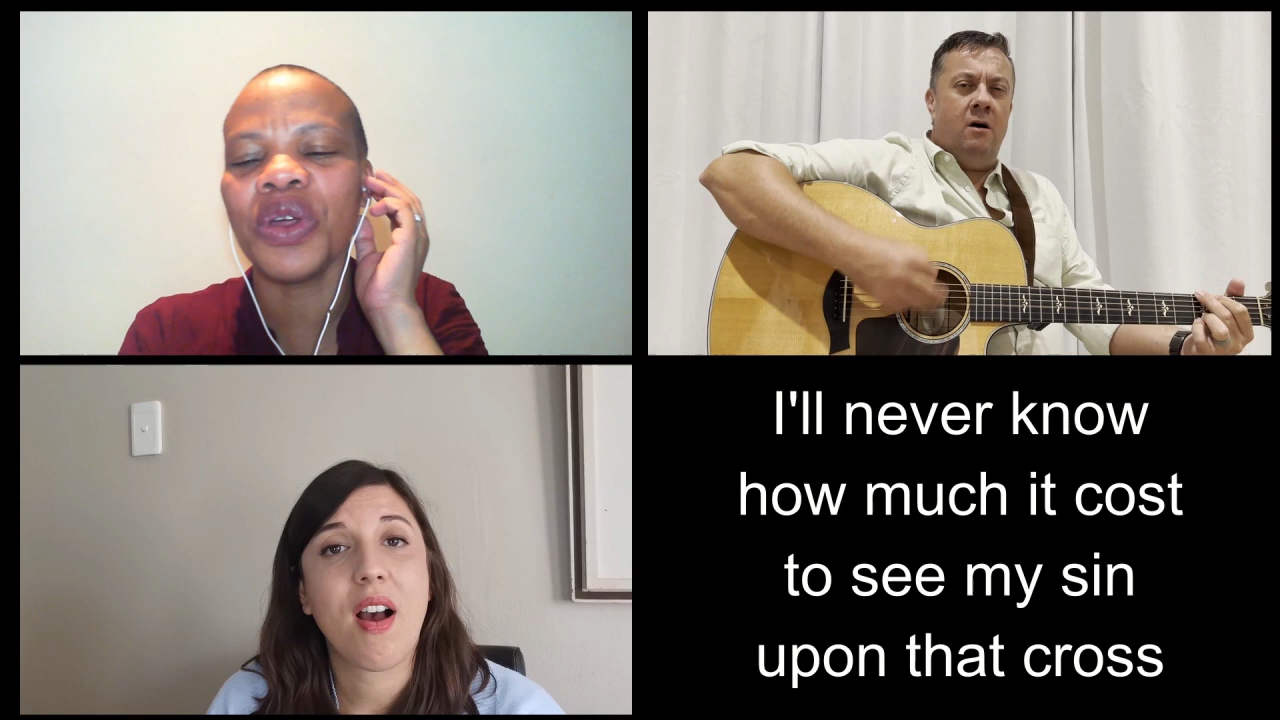 I'll never know
how much it cost
to see my sin
upon that cross